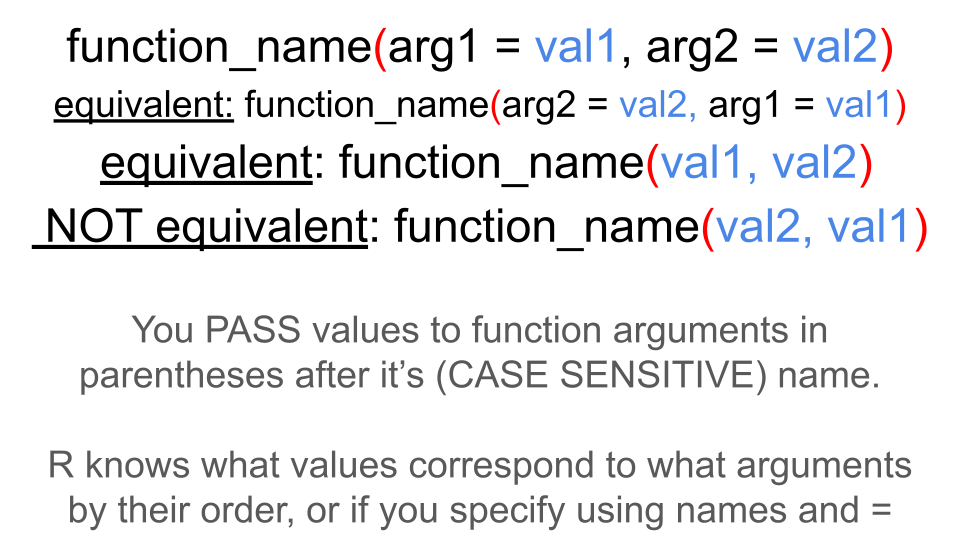 function_name(arg1 = val1, arg2 = val2)
equivalent: function_name(arg2 = val2, arg1 = val1)
equivalent: function_name(val1, val2)
NOT equivalent: function_name(val2, val1)
You PASS values to function arguments in
parentheses after it’s (CASE SENSITIVE) name.
R knows what values correspond to what arguments
by their order, or if you specify using names and =